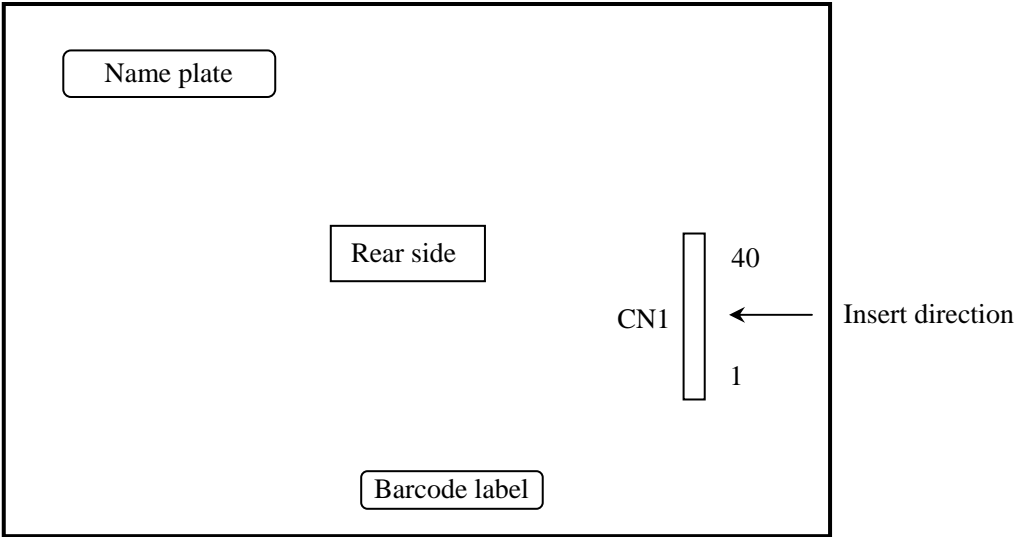 Name plate
Rear side
40
CN1
Insert direction
1
Barcode label